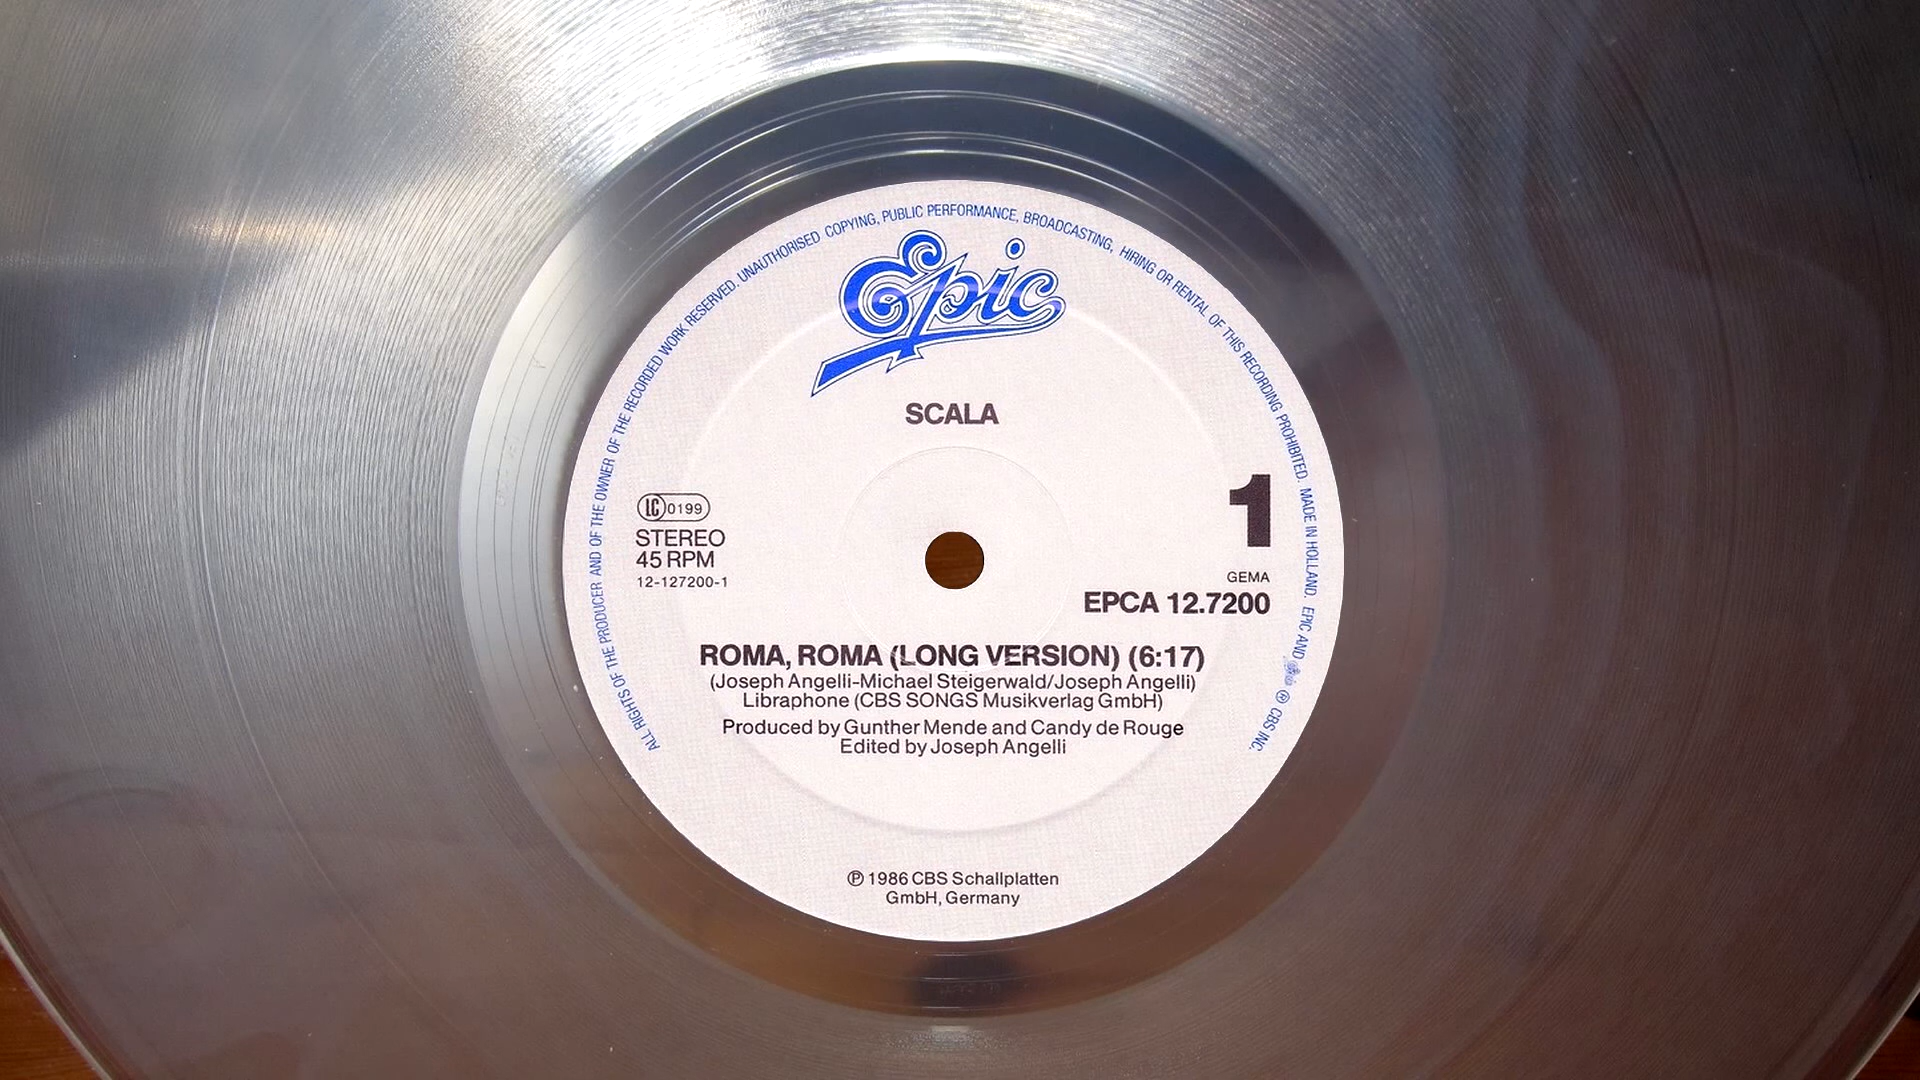 ALL RIGHTS OF THE PRODUCER AND OF THE OWNER OF THE RECORDED WORK RESERVED. UNAUTHORISED COPYING, PUBLIC PERFORMANCE, BROADCASTING, HIRING OR RENTAL OF THIS RECORDING PROHIBITED. MADE IN HOLLAND. EPIC AND ® CBS INC.
Epic
SCALA
1
LC 0199
STEREO
45 RPM
12-127200-1
GEMA
EPCA 12.7200
ROMA, ROMA (LONG VERSION) (6:17)
(Joseph Angelli-Michael Steigerwald/Joseph Angelli)
Libraphone (CBS SONGS Musikverlag GmbH)
Produced by Gunther Mende and Candy de Rouge
Edited by Joseph Angelli
℗ 1986 CBS Schallplatten
GmbH, Germany